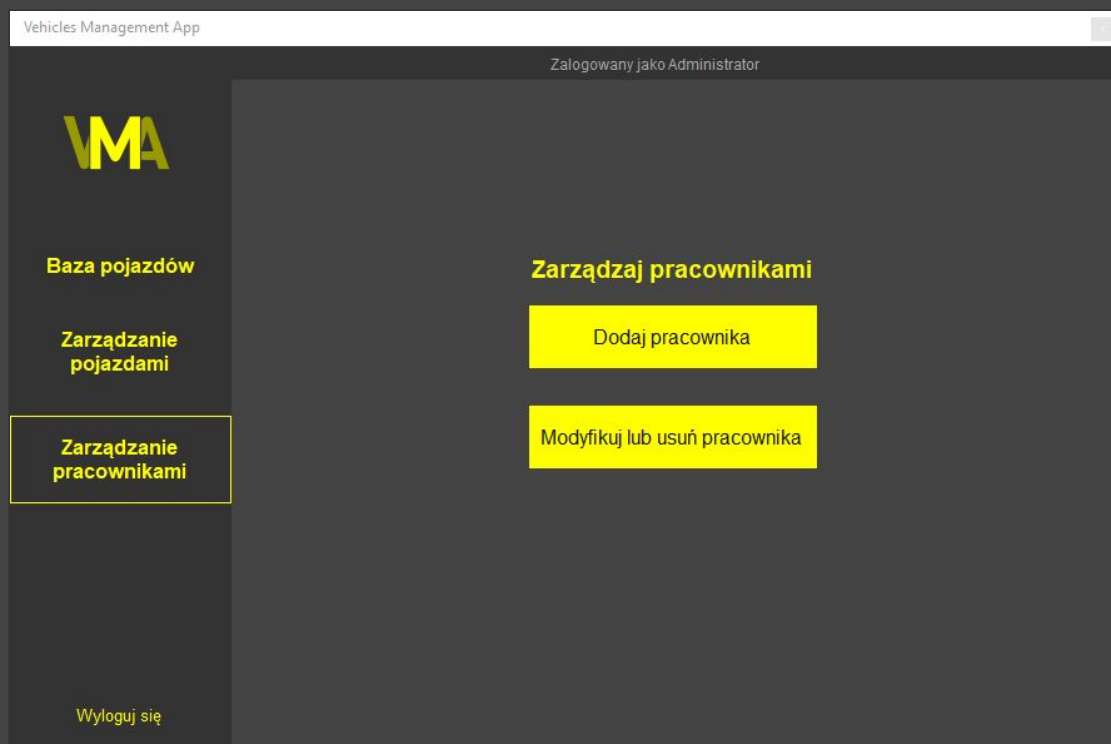 Vehicles Management App
Zalogowany jako Administrator
VMA
Baza pojazdów
Zarządzanie
pojazdami
Zarządzanie
pracownikami
Wyloguj się
Zarządzaj pracownikami
Dodaj pracownika
Modyfikuj lub usuń pracownika